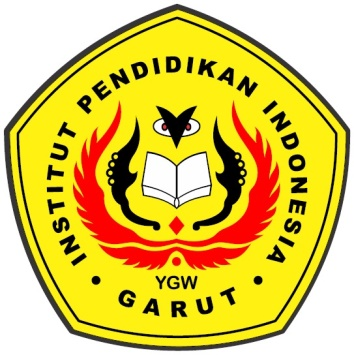 INSTITUT PENDIDIKAN INDONESIA
YGW
• GARUT •